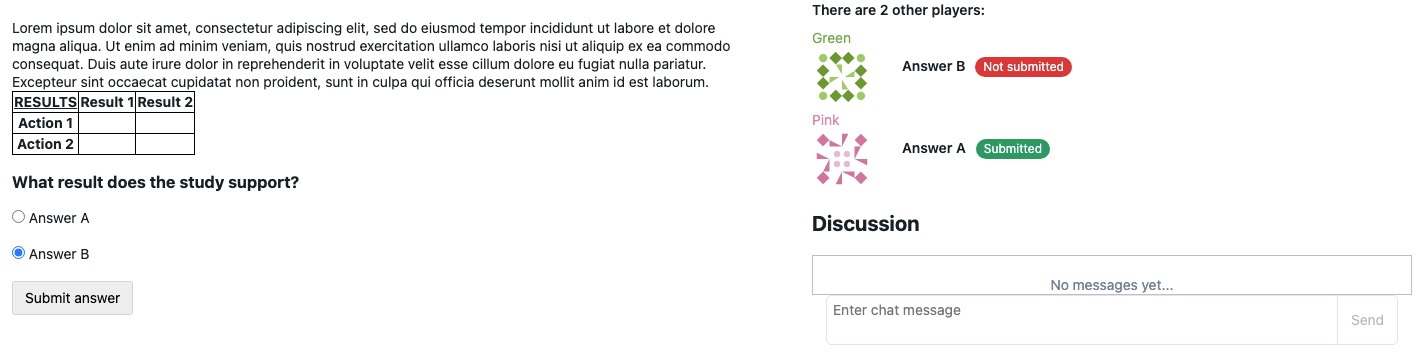 Lorem ipsum dolor sit amet, consectetur adipiscing elit, sed do eiusmod tempor incididunt ut labore et dolore
magna aliqua. Ut enim ad minim veniam, quis nostrud exercitation ullamco laboris nisi ut aliquip ex ea commodo
consequat. Duis aute irure dolor in reprehenderit in voluptate velit esse cillum dolore eu fugiat nulla pariatur.
Excepteur sint occaecat cupidatat non proident, sunt in culpa qui officia deserunt mollit anim id est laborum.
RESULTS Result 1 Result 2
Action 1
Action 2
What result does the study support?
Answer A
Answer B
Submit answer
There are 2 other players:
Green
Answer B Not submitted
Pink
Answer A Submitted
Discussion
No messages yet...
Enter chat message Send